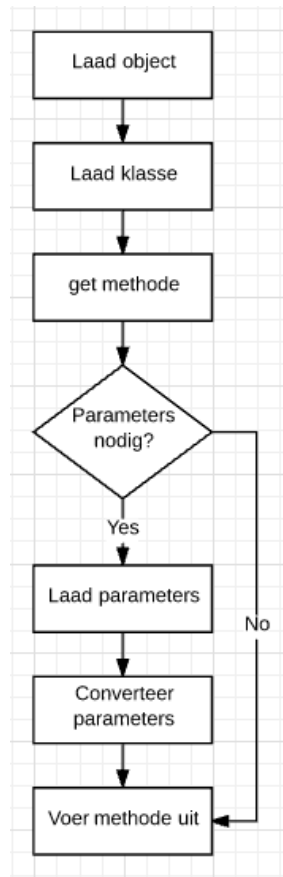 Laad object
Laad klasse
get methode
Parameters
nodig?
Yes
Laad parameters
No
Converteer
parameters
Voer methode uit